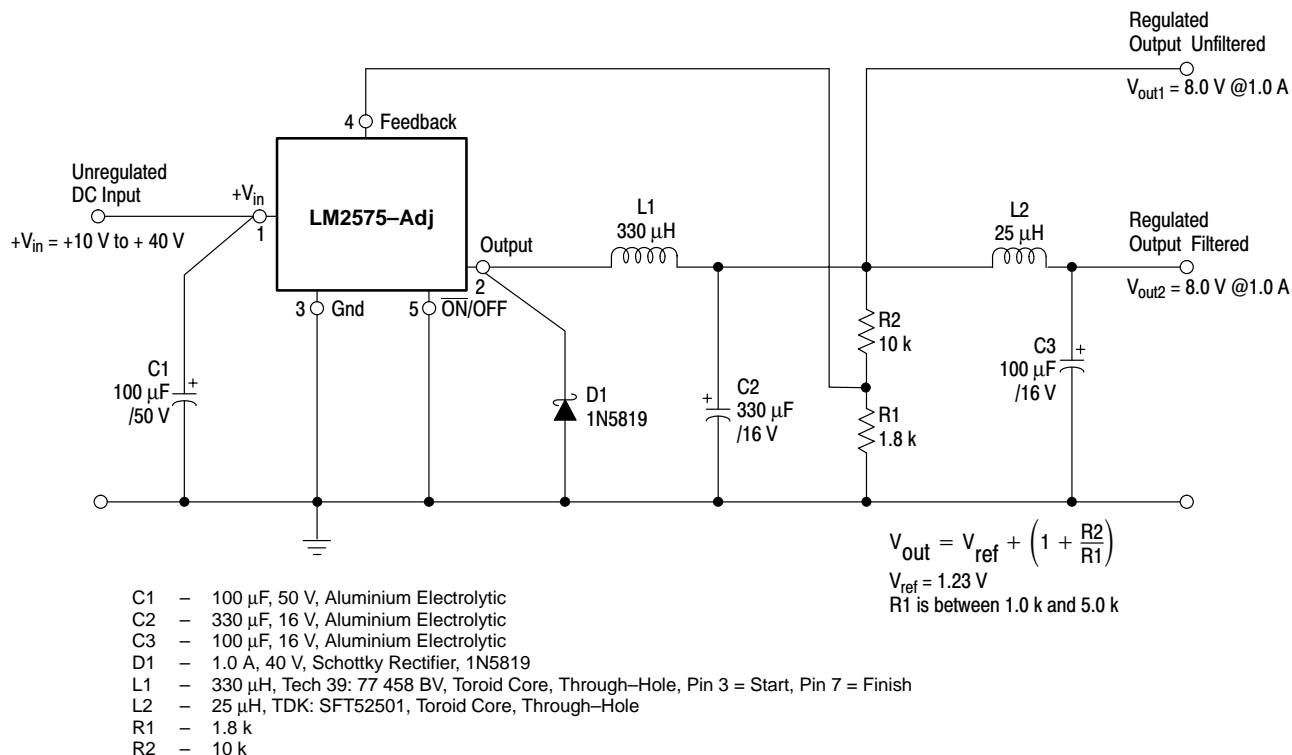 Regulated
Output Unfiltered
Vout1 = 8.0 V @1.0 A
4 Feedback
Unregulated
DC Input
+Vin
+Vin = +10 V to + 40 V
1
LM2575–Adj
Output
2
3 Gnd
5 ON/OFF
L1
330 µH
L2
25 µH
Regulated
Output Filtered
Vout2 = 8.0 V @1.0 A
C1
100 µF
/50 V
+
D1
1N5819
+
C2
330 µF
/16 V
R2
10 k
R1
1.8 k
C3
100 µF
/16 V
+
Vout = Vref + (1 + R2/R1)
Vref = 1.23 V
R1 is between 1.0 k and 5.0 k
C1 – 100 µF, 50 V, Aluminium Electrolytic
C2 – 330 µF, 16 V, Aluminium Electrolytic
C3 – 100 µF, 16 V, Aluminium Electrolytic
D1 – 1.0 A, 40 V, Schottky Rectifier, 1N5819
L1 – 330 µH, Tech 39: 77 458 BV, Toroid Core, Through–Hole, Pin 3 = Start, Pin 7 = Finish
L2 – 25 µH, TDK: SFT52501, Toroid Core, Through–Hole
R1 – 1.8 k
R2 – 10 k